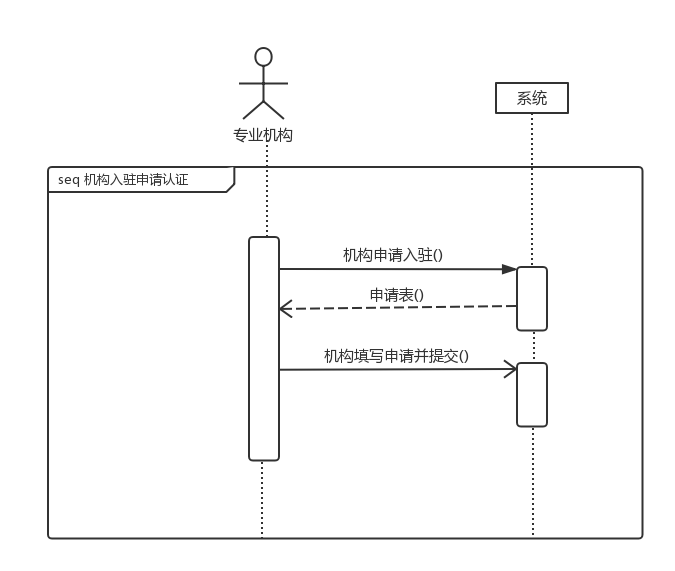 专业机构
系统
seq 机构入驻申请认证
机构申请入驻()
申请表()
机构填写申请并提交()